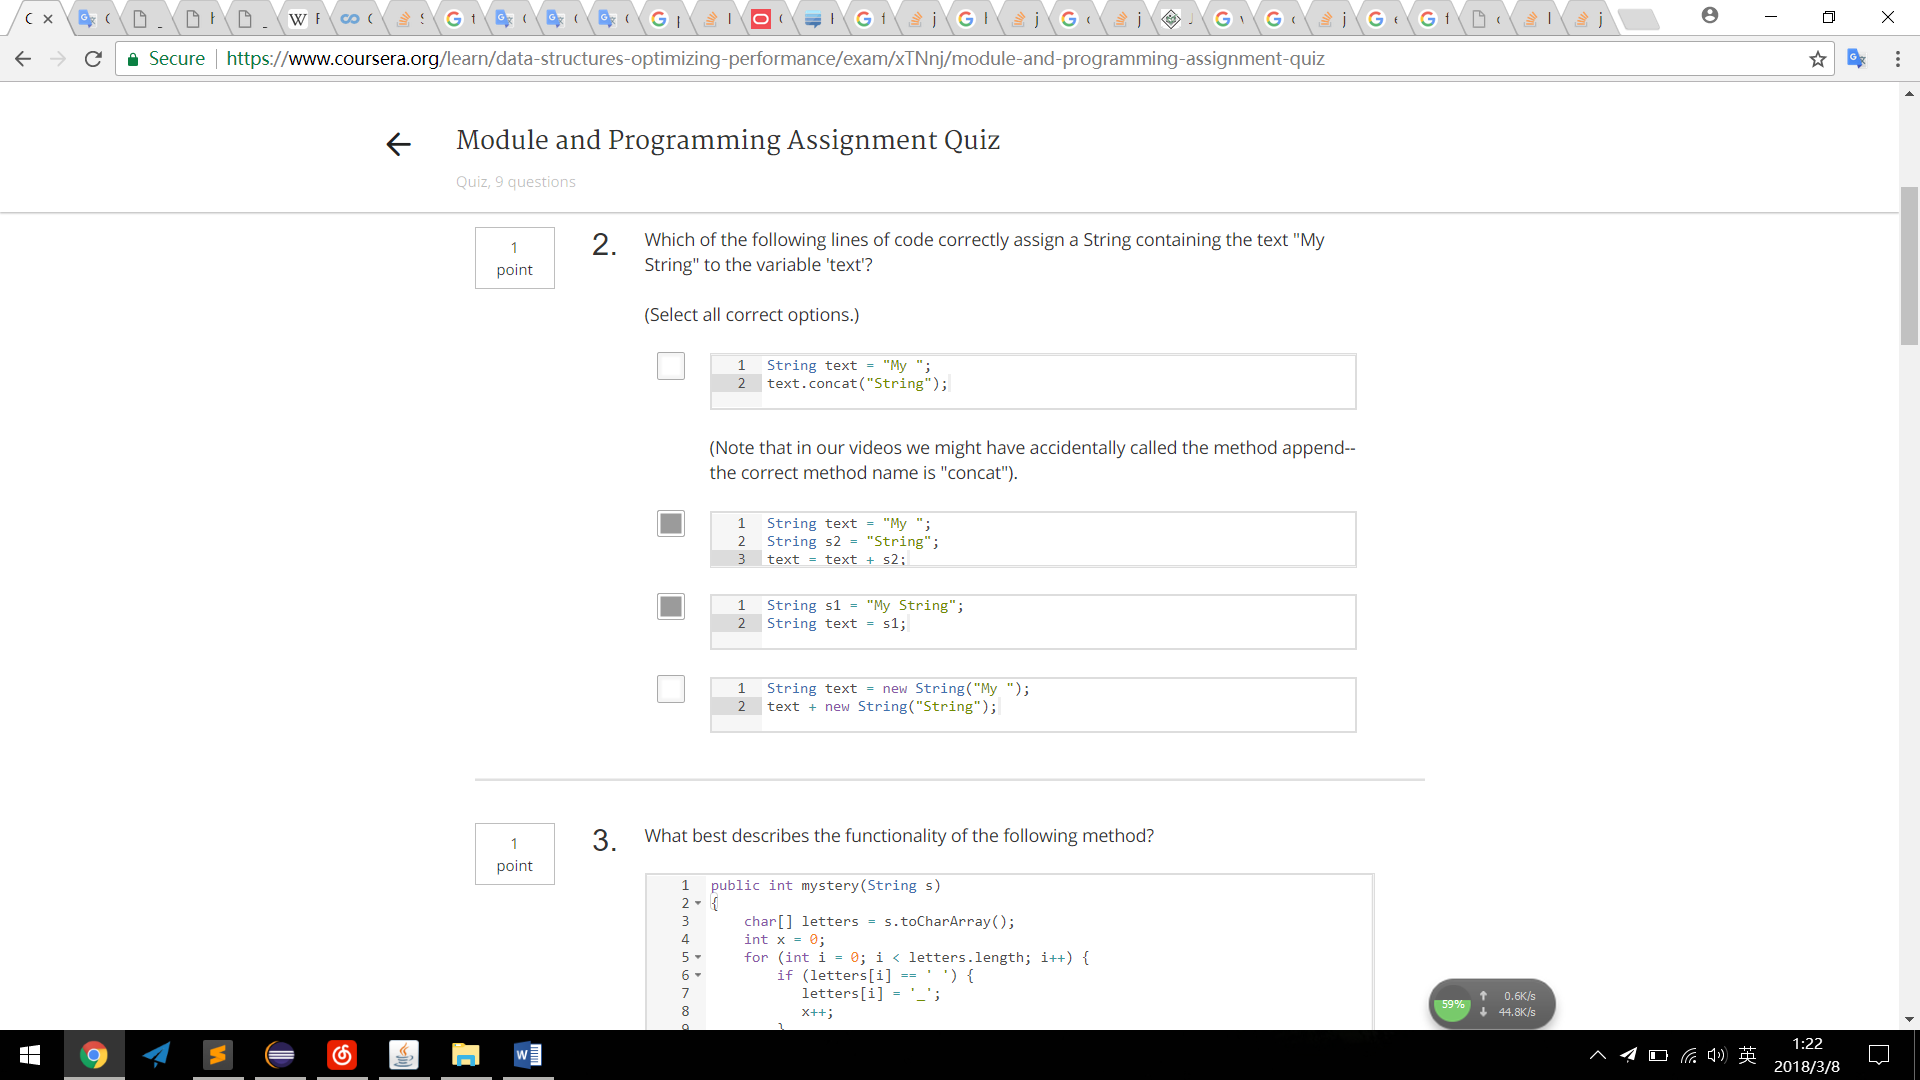 Secure
https://www.coursera.org/learn/data-structures-optimizing-performance/exam/xTNnj/module-and-programming-assignment-quiz
Module and Programming Assignment Quiz
Quiz, 9 questions
1
point
2.
Which of the following lines of code correctly assign a String containing the text "My
String" to the variable 'text'?
(Select all correct options.)
1 String text = "My ";
2 text.concat("String");
(Note that in our videos we might have accidentally called the method append--
the correct method name is "concat").
1 String text = "My ";
2 String s2 = "String";
3 text = text + s2;
1 String s1 = "My String";
2 String text = s1;
1 String text = new String("My ");
2 text + new String("String");
1
point
3.
What best describes the functionality of the following method?
1 public int mystery(String s)
2 {
3 char[] letters = s.toCharArray();
4 int x = 0;
5 for (int i = 0; i < letters.length; i++) {
6 if (letters[i] == ' ') {
7 letters[i] = '_';
8 x++;
9 }
59%
0.6K/s
44.8K/s
英
1:22
2018/3/8